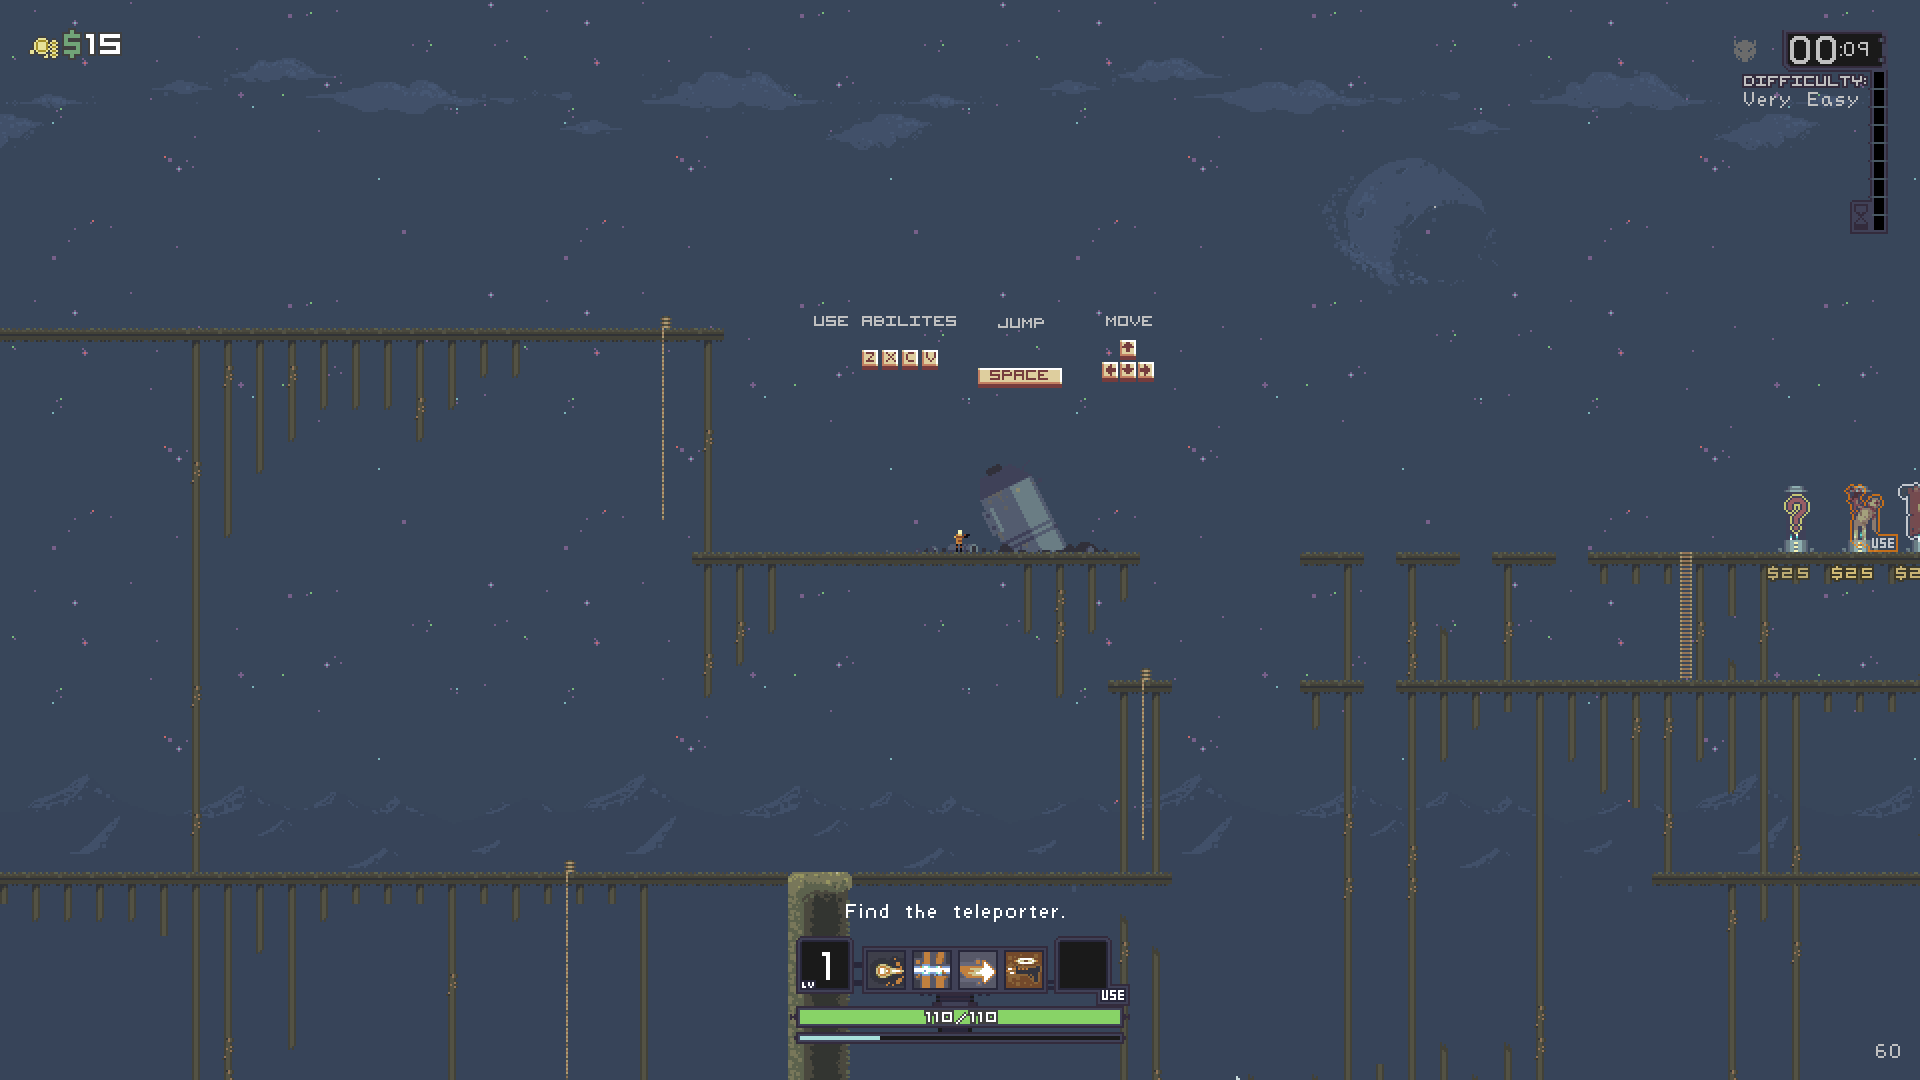 $15
00:09
DIFFICULTY:
Very Easy
USE ABILITES
JUMP
MOVE
Z X C V
SPACE
?
USE
$25
$25
Find the teleporter.
1
LV
USE
110/110
60